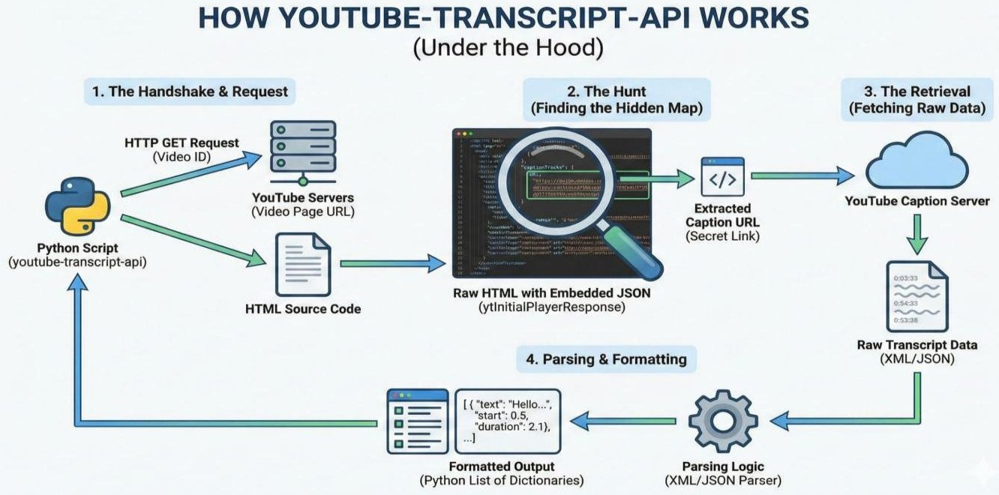 HOW YOUTUBE-TRANSCRIPT-API WORKS
(Under the Hood)
1. The Handshake & Request
HTTP GET Request
(Video ID)
YouTube Servers
(Video Page URL)
Python Script
(youtube-transcript-api)
HTML Source Code
2. The Hunt
(Finding the Hidden Map)
"captionTracks": [
URL,
Raw HTML with Embedded JSON
(ytInitialPlayerResponse)
</>
Extracted
Caption URL
(Secret Link)
3. The Retrieval
(Fetching Raw Data)
YouTube Caption Server
0:03:33
0:54:33
0:53:38
Raw Transcript Data
(XML/JSON)
4. Parsing & Formatting
[ { "text": "Hello...",
"start": 0.5,
"duration": 2.1},
...]
Formatted Output
(Python List of Dictionaries)
Parsing Logic
(XML/JSON Parser)